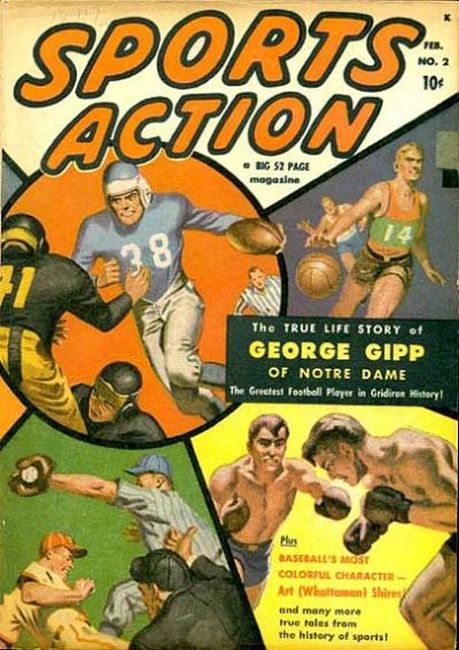 SPORTS
ACTION
K
FEB.
NO. 2
10¢
a BIG 52 PAGE
magazine
38
41
14
The TRUE LIFE STORY of
GEORGE GIPP
OF NOTRE DAME
The Greatest Football Player in Gridiron History!
Plus
BASEBALL'S MOST
COLORFUL CHARACTER—
Art (Whattaman) Shires!
and many more
true tales from
the history of sports!